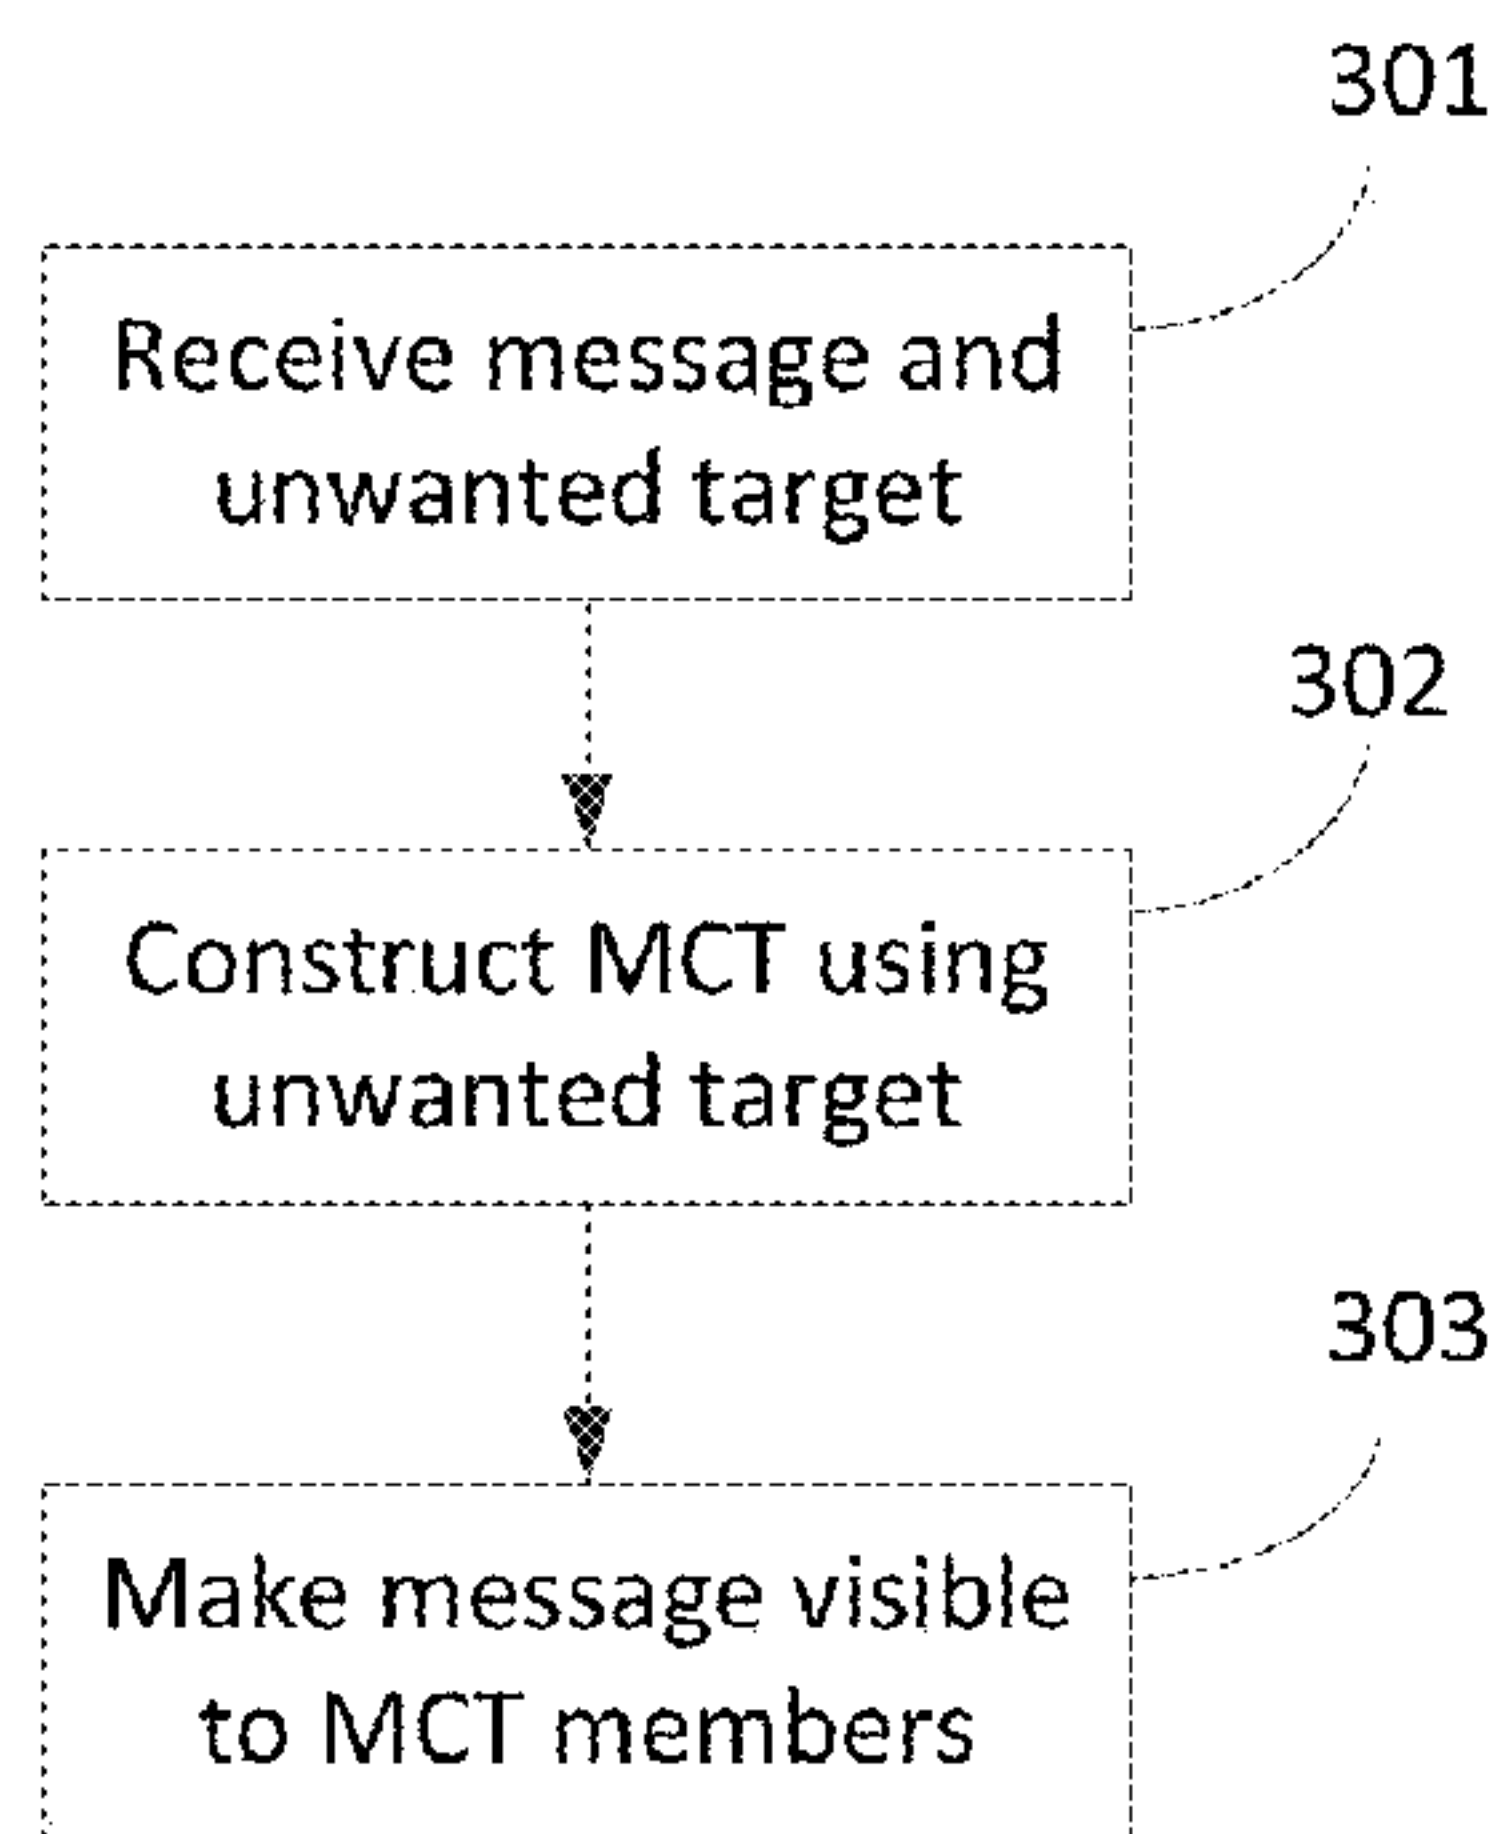 301
Receive message and
unwanted target
302
Construct MCT using
unwanted target
303
Make message visible
to MCT members